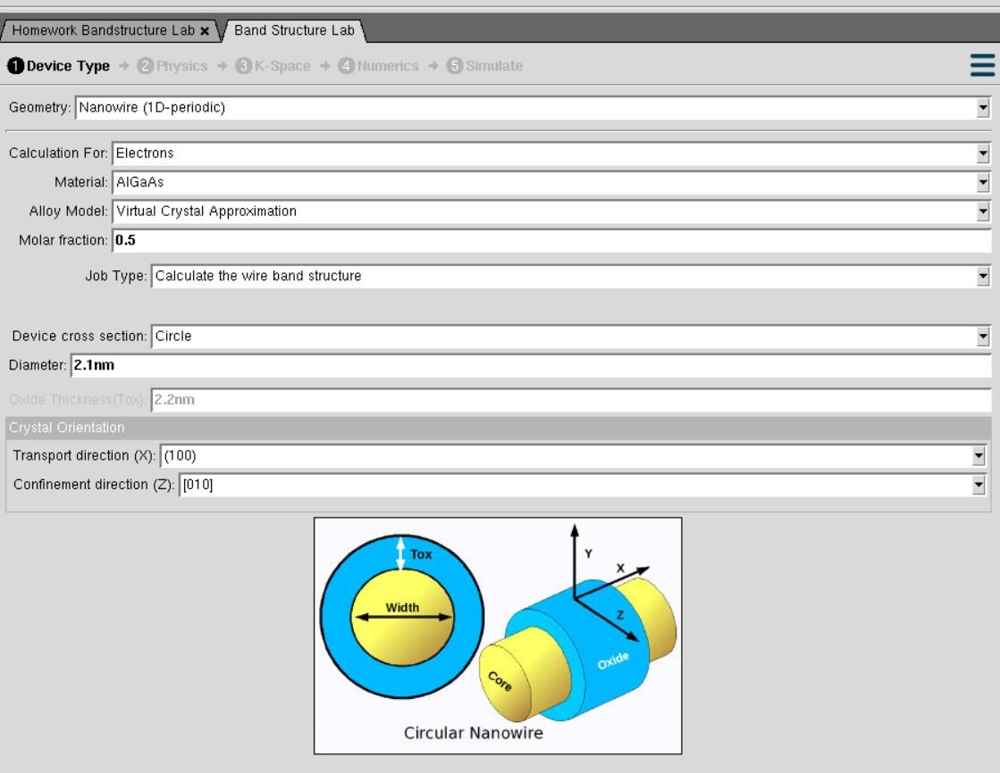 Homework Bandstructure Lab ×
Band Structure Lab
1 Device Type → 2 Physics → 3 K-Space → 4 Numerics → 5 Simulate
Geometry: Nanowire (1D-periodic)
Calculation For: Electrons
Material: AlGaAs
Alloy Model: Virtual Crystal Approximation
Molar fraction: 0.5
Job Type: Calculate the wire band structure
Device cross section: Circle
Diameter: 2.1nm
Oxide Thickness(Tox): 2.2nm
Crystal Orientation
Transport direction (X): (100)
Confinement direction (Z): [010]
Tox
Width
Y
X
Z
Oxide
Core
Circular Nanowire